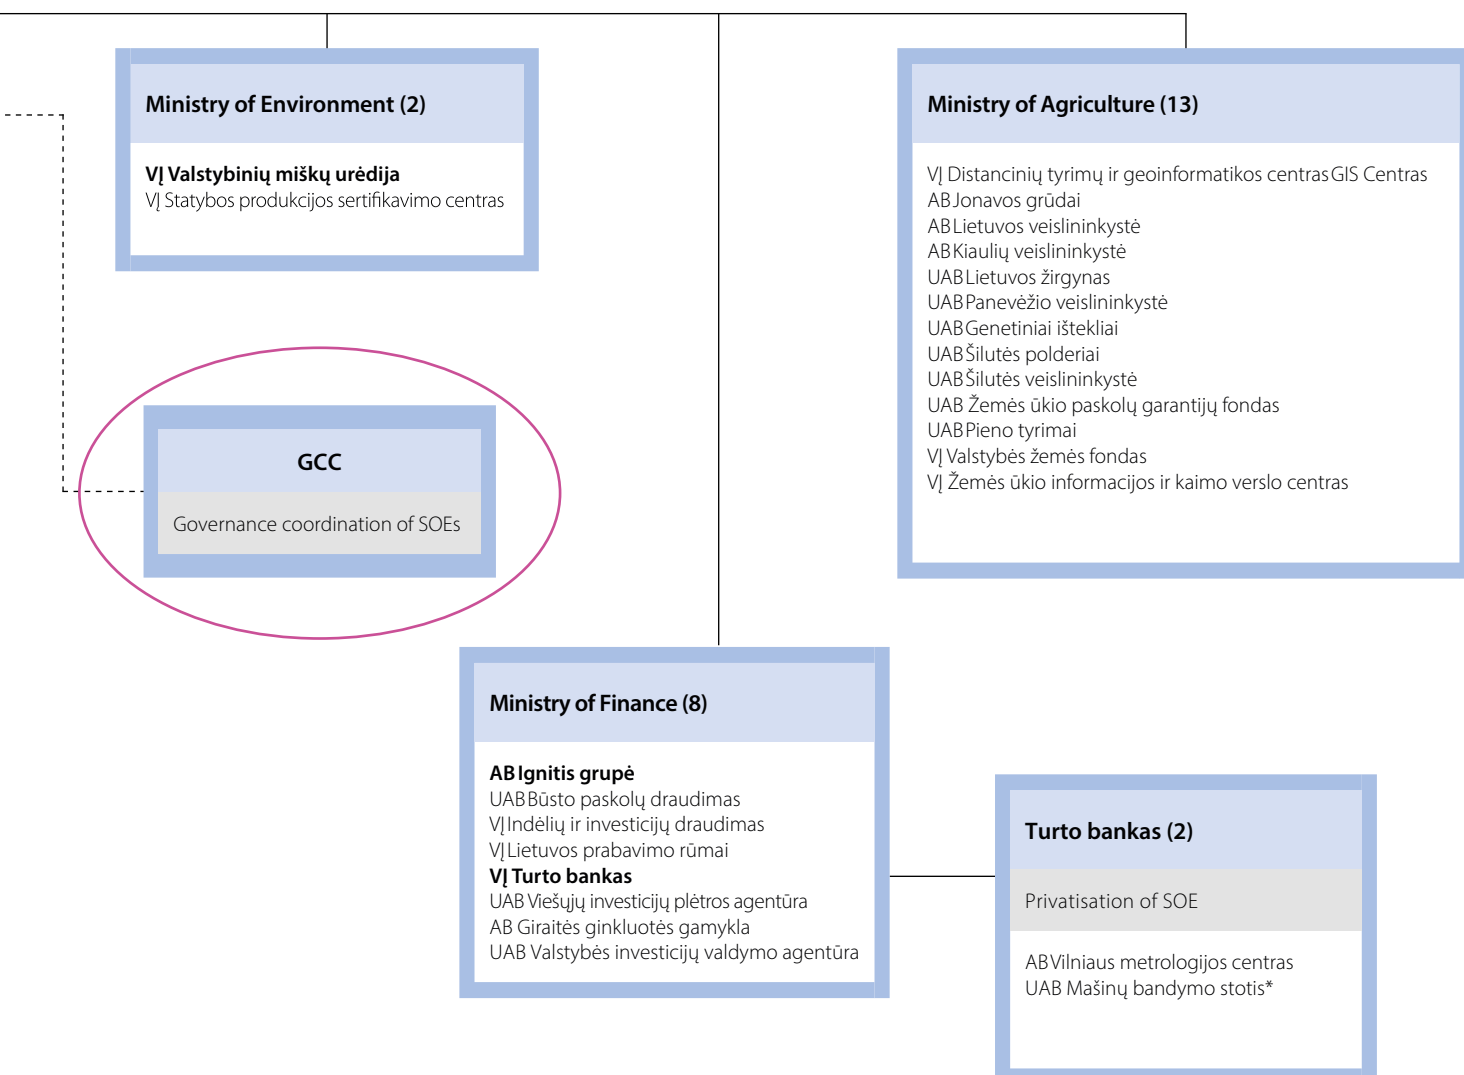 Ministry of Environment (2)
VĮ Valstybinių miškų urėdija
VĮ Statybos produkcijos sertifikavimo centras
Ministry of Agriculture (13)
VĮ Distancinių tyrimų ir geoinformatikos centras GIS Centras
AB Jonavos grūdai
AB Lietuvos veislininkystė
AB Kiaulių veislininkystė
UAB Lietuvos žirgynas
UAB Panevėžio veislininkystė
UAB Genetiniai ištekliai
UAB Šilutės polderiai
UAB Šilutės veislininkystė
UAB Žemės ūkio paskolų garantijų fondas
UAB Pieno tyrimai
VĮ Valstybės žemės fondas
VĮ Žemės ūkio informacijos ir kaimo verslo centras
GCC
Governance coordination of SOEs
Ministry of Finance (8)
AB Ignitis grupė
UAB Būsto paskolų draudimas
VĮ Indėlių ir investicijų draudimas
VĮ Lietuvos prabavimo rūmai
VĮ Turto bankas
UAB Viešųjų investicijų plėtros agentūra
AB Giraitės ginkluotės gamykla
UAB Valstybės investicijų valdymo agentūra
Turto bankas (2)
Privatisation of SOE
AB Vilniaus metrologijos centras
UAB Mašinų bandymo stotis*